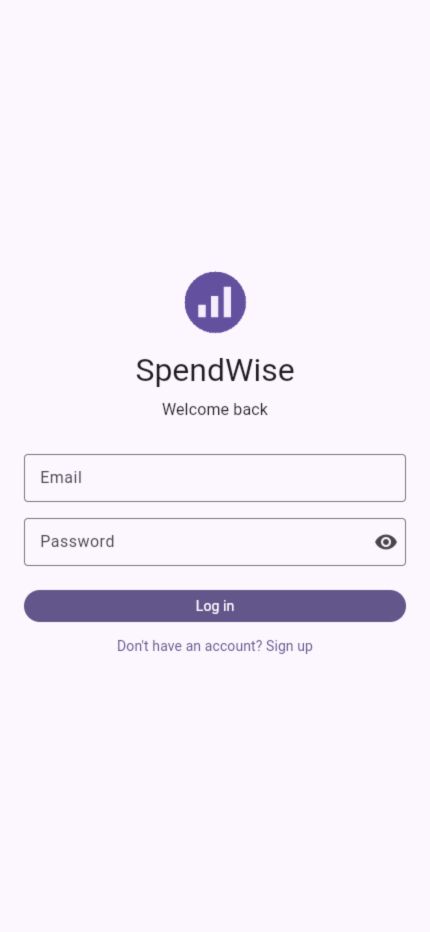 SpendWise
Welcome back
Email
Password
Log in
Don't have an account? Sign up